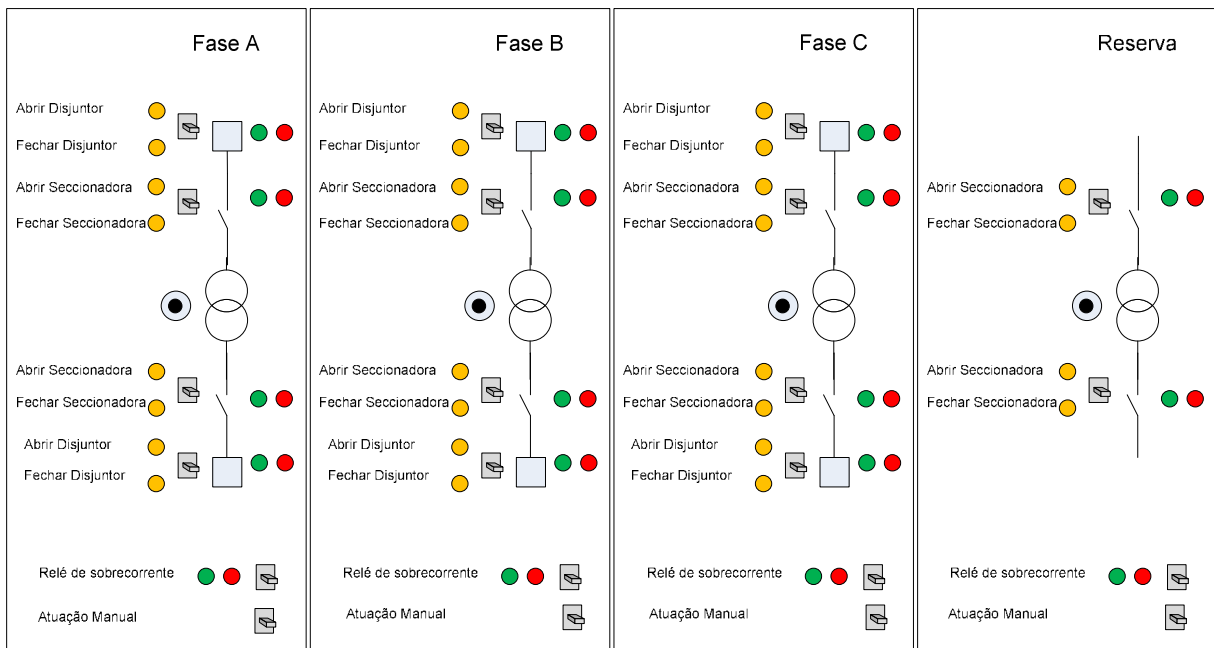 Fase A
Abrir Disjuntor
Fechar Disjuntor
Abrir Seccionadora
Fechar Seccionadora
Abrir Seccionadora
Fechar Seccionadora
Abrir Disjuntor
Fechar Disjuntor
Relé de sobrecorrente
Atuação Manual
Fase B
Abrir Disjuntor
Fechar Disjuntor
Abrir Seccionadora
Fechar Seccionadora
Abrir Seccionadora
Fechar Seccionadora
Abrir Disjuntor
Fechar Disjuntor
Relé de sobrecorrente
Atuação Manual
Fase C
Abrir Disjuntor
Fechar Disjuntor
Abrir Seccionadora
Fechar Seccionadora
Abrir Seccionadora
Fechar Seccionadora
Abrir Disjuntor
Fechar Disjuntor
Relé de sobrecorrente
Atuação Manual
Reserva
Abrir Seccionadora
Fechar Seccionadora
Abrir Seccionadora
Fechar Seccionadora
Relé de sobrecorrente
Atuação Manual